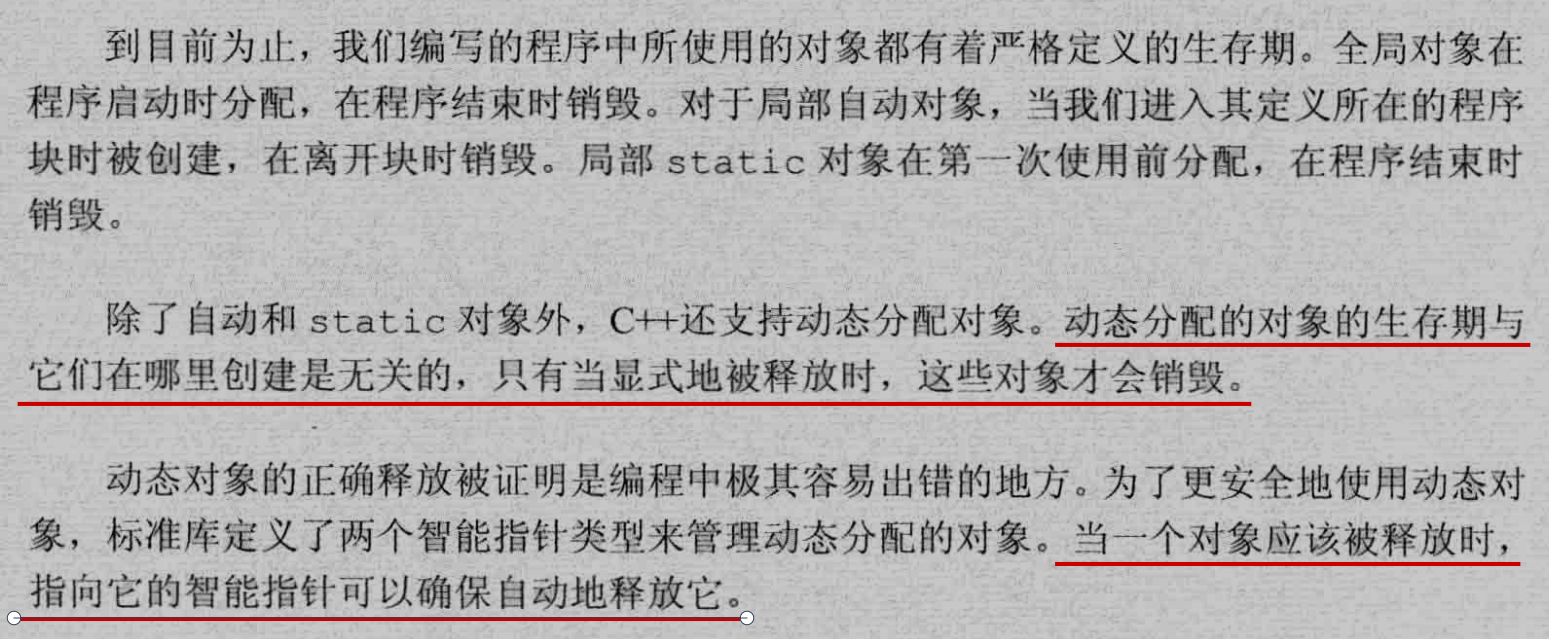 到目前为止，我们编写的程序中所使用的对象都有着严格定义的生存期。全局对象在
程序启动时分配，在程序结束时销毁。对于局部自动对象，当我们进入其定义所在的程序
块时被创建，在离开块时销毁。局部 static 对象在第一次使用前分配，在程序结束时
销毁。
除了自动和 static 对象外，C++还支持动态分配对象。动态分配的对象的生存期与
它们在哪里创建是无关的，只有当显式地被释放时，这些对象才会销毁。
动态对象的正确释放被证明是编程中极其容易出错的地方。为了更安全地使用动态对
象，标准库定义了两个智能指针类型来管理动态分配的对象。当一个对象应该被释放时，
指向它的智能指针可以确保自动地释放它。